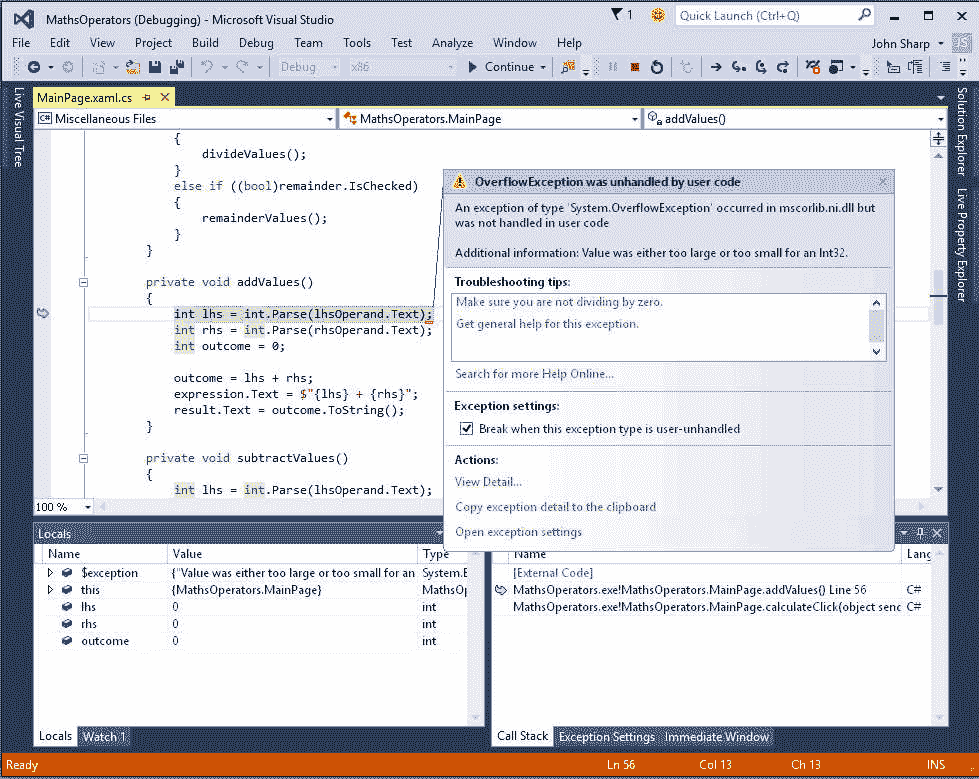 MathsOperators (Debugging) - Microsoft Visual Studio
1
Quick Launch (Ctrl+Q)
File Edit View Project Build Debug Team Tools Test Analyze Window Help
John Sharp
JS
Debug x86 Continue
Live Visual Tree
MainPage.xaml.cs
Solution Explorer
Live Property Explorer
C# Miscellaneous Files
MathsOperators.MainPage
addValues()
{
divideValues();
}
else if ((bool)remainder.IsChecked)
{
remainderValues();
}
}
private void addValues()
{
int lhs = int.Parse(lhsOperand.Text);
int rhs = int.Parse(rhsOperand.Text);
int outcome = 0;
outcome = lhs + rhs;
expression.Text = $"{lhs} + {rhs}";
result.Text = outcome.ToString();
}
private void subtractValues()
{
int lhs = int.Parse(lhsOperand.Text);
100 %
OverflowException was unhandled by user code
An exception of type 'System.OverflowException' occurred in mscorlib.ni.dll but
was not handled in user code
Additional information: Value was either too large or too small for an Int32.
Troubleshooting tips:
Make sure you are not dividing by zero.
Get general help for this exception.
Search for more Help Online...
Exception settings:
Break when this exception type is user-unhandled
Actions:
View Detail...
Copy exception detail to the clipboard
Open exception settings
Locals
Name Value Type
$exception {"Value was either too large or too small for an System.E
this {MathsOperators.MainPage} MathsOp
lhs 0 int
rhs 0 int
outcome 0 int
Locals Watch 1
Name Lang
[External Code]
MathsOperators.exe!MathsOperators.MainPage.addValues() Line 56 C#
MathsOperators.exe!MathsOperators.MainPage.calculateClick(object send C#
Call Stack Exception Settings Immediate Window
Ready Ln 56 Col 13 Ch 13 INS